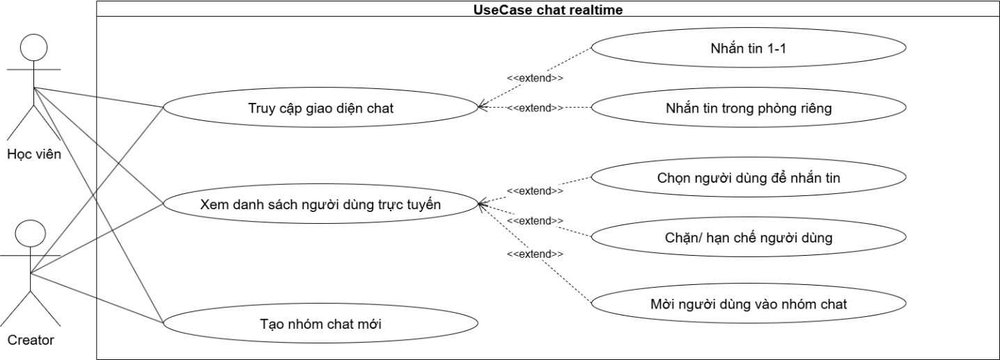 UseCase chat realtime
Nhắn tin 1-1
<<extend>>
Truy cập giao diện chat
<<extend>>
Nhắn tin trong phòng riêng
Học viên
Chọn người dùng để nhắn tin
<<extend>>
Xem danh sách người dùng trực tuyến
<<extend>>
Chặn/ hạn chế người dùng
<<extend>>
Mời người dùng vào nhóm chat
Tạo nhóm chat mới
Creator